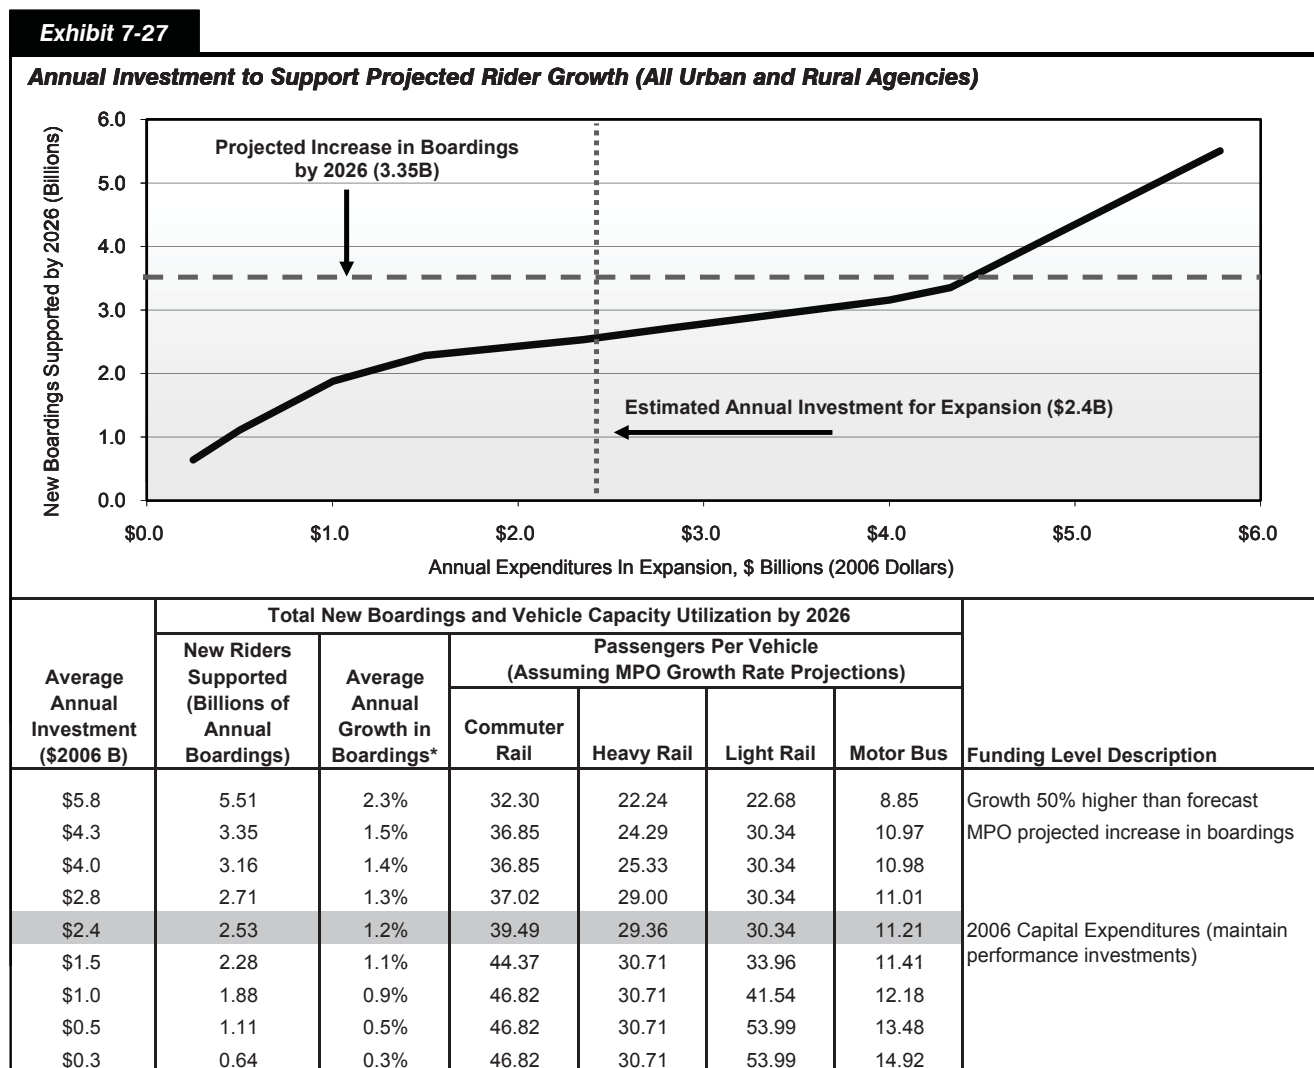 Exhibit 7-27
Annual Investment to Support Projected Rider Growth (All Urban and Rural Agencies)
New Boardings Supported by 2026 (Billions)
6.0
5.0
4.0
3.0
2.0
1.0
0.0
Projected Increase in Boardings
by 2026 (3.35B)
Estimated Annual Investment for Expansion ($2.4B)
$0.0 $1.0 $2.0 $3.0 $4.0 $5.0 $6.0
Annual Expenditures In Expansion, $ Billions (2006 Dollars)
Total New Boardings and Vehicle Capacity Utilization by 2026
Average
Annual
Investment
($2006 B)
New Riders
Supported
(Billions of
Annual
Boardings)
Average
Annual
Growth in
Boardings*
Passengers Per Vehicle
(Assuming MPO Growth Rate Projections)
Commuter
Rail
Heavy Rail
Light Rail
Motor Bus
Funding Level Description
$5.8 5.51 2.3% 32.30 22.24 22.68 8.85 Growth 50% higher than forecast
$4.3 3.35 1.5% 36.85 24.29 30.34 10.97 MPO projected increase in boardings
$4.0 3.16 1.4% 36.85 25.33 30.34 10.98
$2.8 2.71 1.3% 37.02 29.00 30.34 11.01
$2.4 2.53 1.2% 39.49 29.36 30.34 11.21 2006 Capital Expenditures (maintain
performance investments)
$1.5 2.28 1.1% 44.37 30.71 33.96 11.41
$1.0 1.88 0.9% 46.82 30.71 41.54 12.18
$0.5 1.11 0.5% 46.82 30.71 53.99 13.48
$0.3 0.64 0.3% 46.82 30.71 53.99 14.92